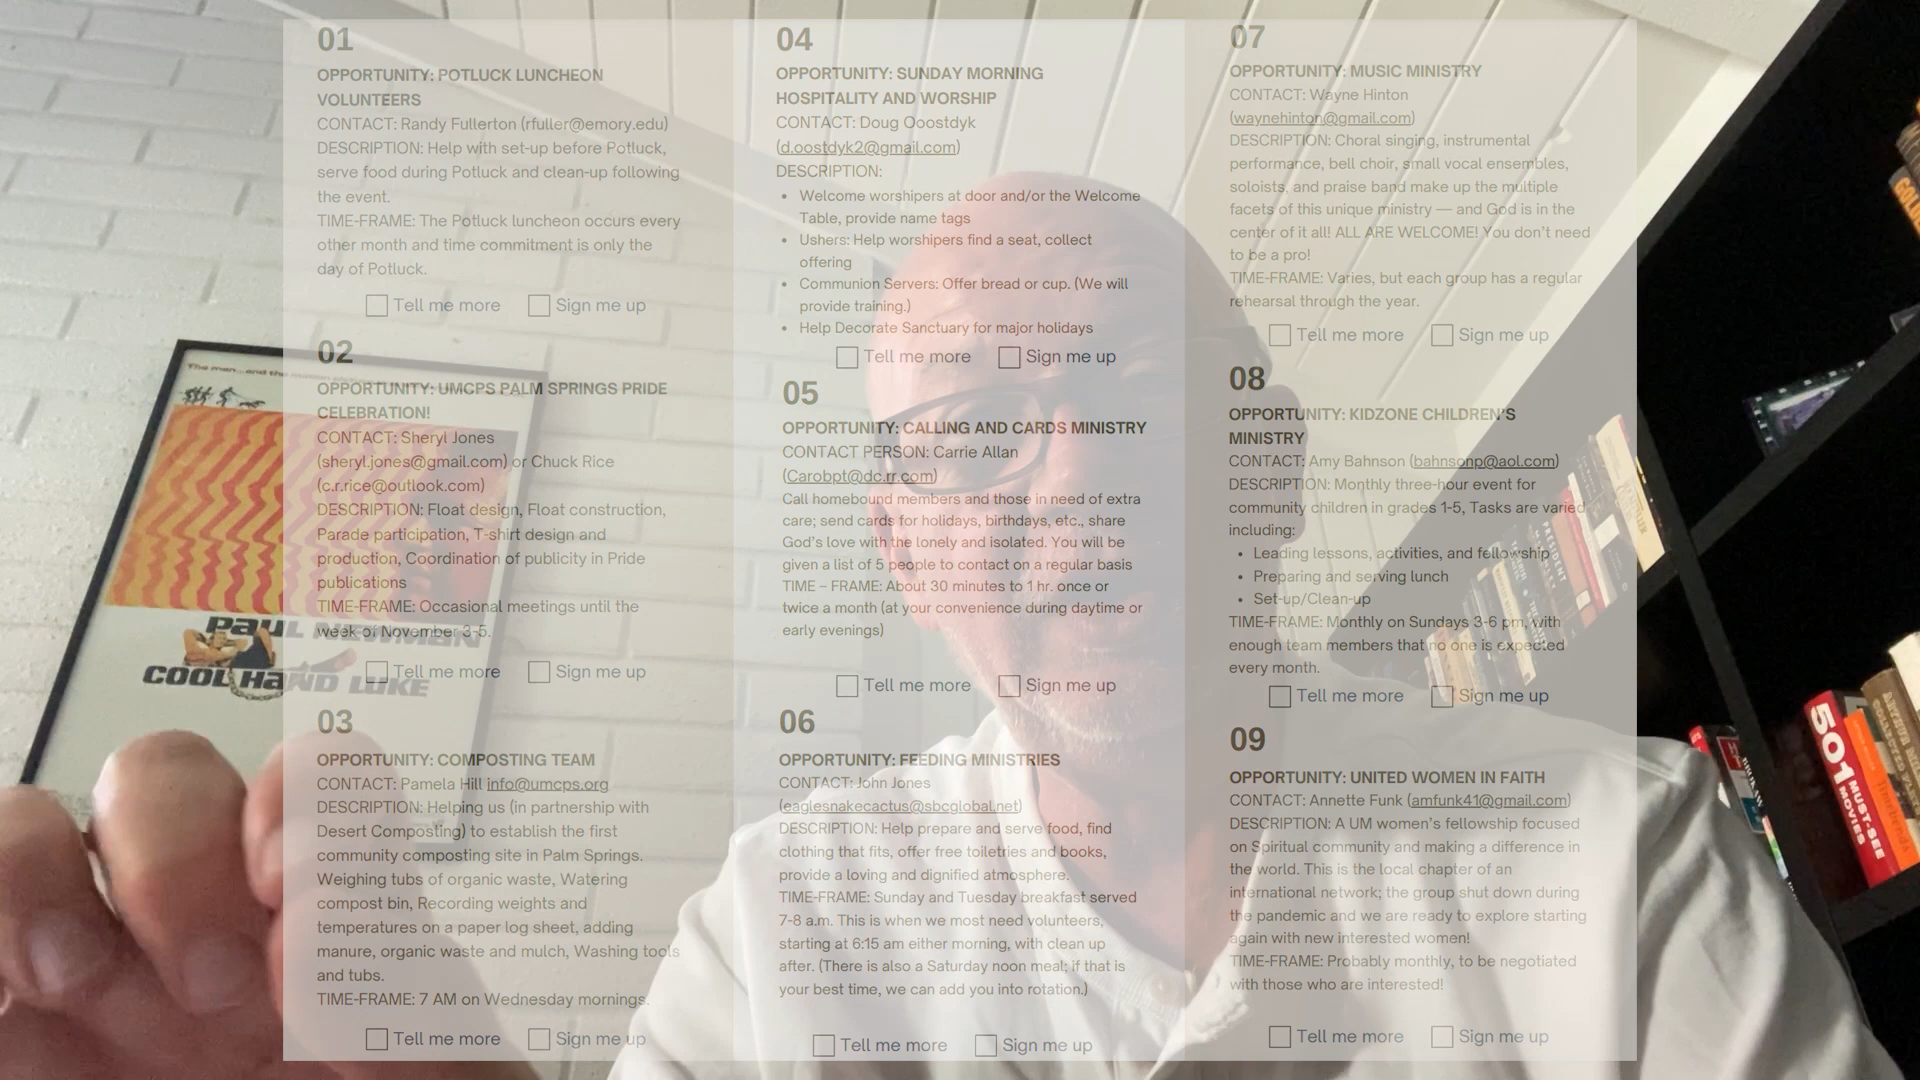 01
OPPORTUNITY: POTLUCK LUNCHEON
VOLUNTEERS
CONTACT: Randy Fullerton (rfuller@emory.edu)
DESCRIPTION: Help with set-up before Potluck,
serve food during Potluck and clean-up following
the event.
TIME-FRAME: The Potluck luncheon occurs every
other month and time commitment is only the
day of Potluck.
Tell me more Sign me up
02
OPPORTUNITY: UMCPS PALM SPRINGS PRIDE
CELEBRATION!
CONTACT: Sheryl Jones
(sheryl.jones@gmail.com) or Chuck Rice
(c.r.rice@outlook.com)
DESCRIPTION: Float design, Float construction,
Parade participation, T-shirt design and
production, Coordination of publicity in Pride
publications
TIME-FRAME: Occasional meetings until the
week of November 3-5.
Tell me more Sign me up
03
OPPORTUNITY: COMPOSTING TEAM
CONTACT: Pamela Hill info@umcps.org
DESCRIPTION: Helping us (in partnership with
Desert Composting) to establish the first
community composting site in Palm Springs.
Weighing tubs of organic waste, Watering
compost bin, Recording weights and
temperatures on a paper log sheet, adding
manure, organic waste and mulch, Washing tools
and tubs.
TIME-FRAME: 7 AM on Wednesday mornings.
Tell me more Sign me up
04
OPPORTUNITY: SUNDAY MORNING
HOSPITALITY AND WORSHIP
CONTACT: Doug Ooostdyk
(d.oostdyk2@gmail.com)
DESCRIPTION:
• Welcome worshipers at door and/or the Welcome
Table, provide name tags
• Ushers: Help worshipers find a seat, collect
offering
• Communion Servers: Offer bread or cup. (We will
provide training.)
• Help Decorate Sanctuary for major holidays
Tell me more Sign me up
05
OPPORTUNITY: CALLING AND CARDS MINISTRY
CONTACT PERSON: Carrie Allan
(Carobpt@dc.rr.com)
Call homebound members and those in need of extra
care; send cards for holidays, birthdays, etc., share
God's love with the lonely and isolated. You will be
given a list of 5 people to contact on a regular basis
TIME – FRAME: About 30 minutes to 1 hr. once or
twice a month (at your convenience during daytime or
early evenings)
Tell me more Sign me up
06
OPPORTUNITY: FEEDING MINISTRIES
CONTACT: John Jones
(eaglesnakecactus@sbcglobal.net)
DESCRIPTION: Help prepare and serve food, find
clothing that fits, offer free toiletries and books,
provide a loving and dignified atmosphere.
TIME-FRAME: Sunday and Tuesday breakfast served
7-8 a.m. This is when we most need volunteers,
starting at 6:15 am either morning, with clean up
after. (There is also a Saturday noon meal; if that is
your best time, we can add you into rotation.)
Tell me more Sign me up
07
OPPORTUNITY: MUSIC MINISTRY
CONTACT: Wayne Hinton
(waynehinton@gmail.com)
DESCRIPTION: Choral singing, instrumental
performance, bell choir, small vocal ensembles,
soloists, and praise band make up the multiple
facets of this unique ministry — and God is in the
center of it all! ALL ARE WELCOME! You don't need
to be a pro!
TIME-FRAME: Varies, but each group has a regular
rehearsal through the year.
Tell me more Sign me up
08
OPPORTUNITY: KIDZONE CHILDREN'S
MINISTRY
CONTACT: Amy Bahnson (bahnsonp@aol.com)
DESCRIPTION: Monthly three-hour event for
community children in grades 1-5, Tasks are varied
including:
• Leading lessons, activities, and fellowship
• Preparing and serving lunch
• Set-up/Clean-up
TIME-FRAME: Monthly on Sundays 3-6 pm, with
enough team members that no one is expected
every month.
Tell me more Sign me up
09
OPPORTUNITY: UNITED WOMEN IN FAITH
CONTACT: Annette Funk (amfunk41@gmail.com)
DESCRIPTION: A UM women's fellowship focused
on Spiritual community and making a difference in
the world. This is the local chapter of an
international network; the group shut down during
the pandemic and we are ready to explore starting
again with new interested women!
TIME-FRAME: Probably monthly, to be negotiated
with those who are interested!
Tell me more Sign me up
The man...and the
PAUL NEWMAN
COOL HAND LUKE
PRESIDENT
501 MUST-SEE
MOVIES